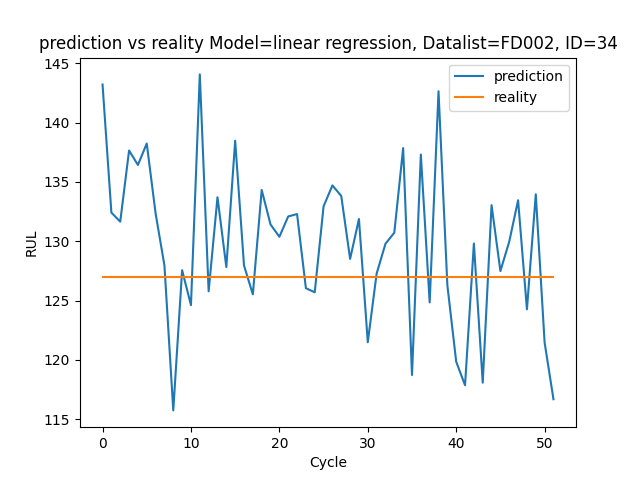 prediction vs reality Model=linear regression, Datalist=FD002, ID=34
prediction
reality
145
140
135
130
125
120
115
RUL
0
10
20
30
40
50
Cycle